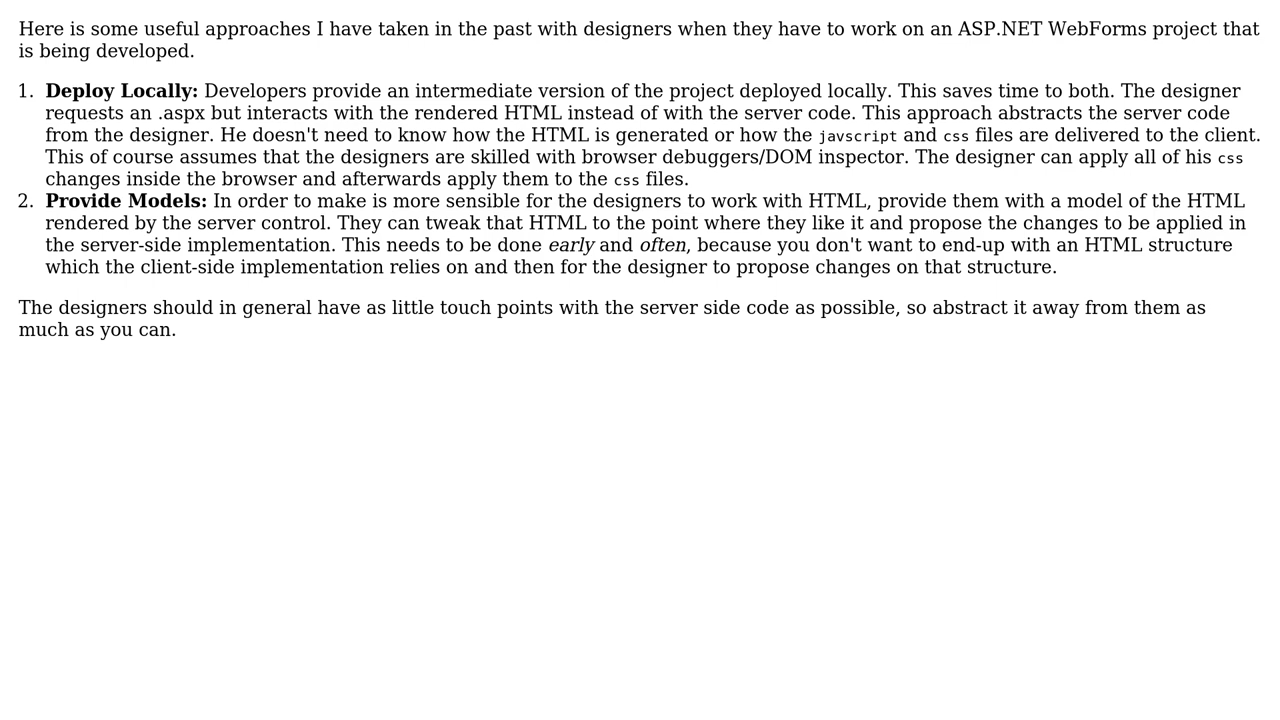 Here is some useful approaches I have taken in the past with designers when they have to work on an ASP.NET WebForms project that
is being developed.
1. Deploy Locally: Developers provide an intermediate version of the project deployed locally. This saves time to both. The designer
requests an .aspx but interacts with the rendered HTML instead of with the server code. This approach abstracts the server code
from the designer. He doesn't need to know how the HTML is generated or how the javscript and css files are delivered to the client.
This of course assumes that the designers are skilled with browser debuggers/DOM inspector. The designer can apply all of his css
changes inside the browser and afterwards apply them to the css files.
2. Provide Models: In order to make is more sensible for the designers to work with HTML, provide them with a model of the HTML
rendered by the server control. They can tweak that HTML to the point where they like it and propose the changes to be applied in
the server-side implementation. This needs to be done early and often, because you don't want to end-up with an HTML structure
which the client-side implementation relies on and then for the designer to propose changes on that structure.
The designers should in general have as little touch points with the server side code as possible, so abstract it away from them as
much as you can.